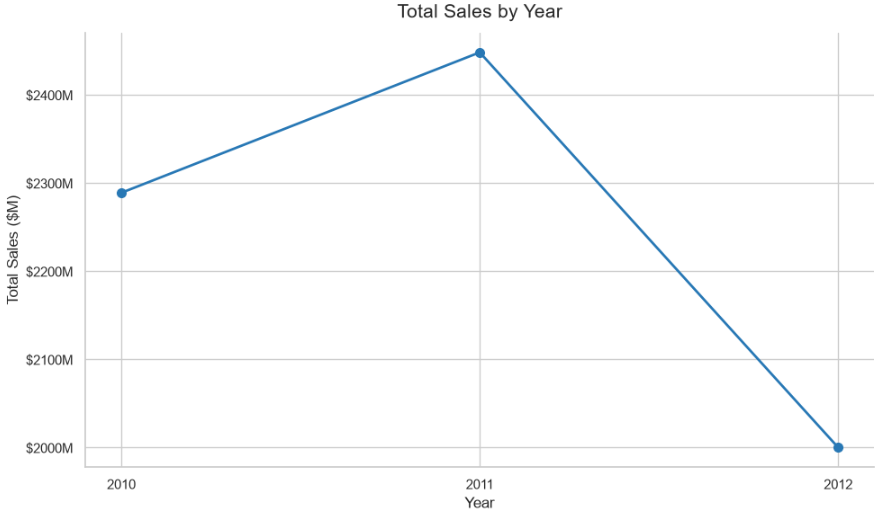 Total Sales by Year
Total Sales ($M)
$2400M
$2300M
$2200M
$2100M
$2000M
2010
2011
2012
Year